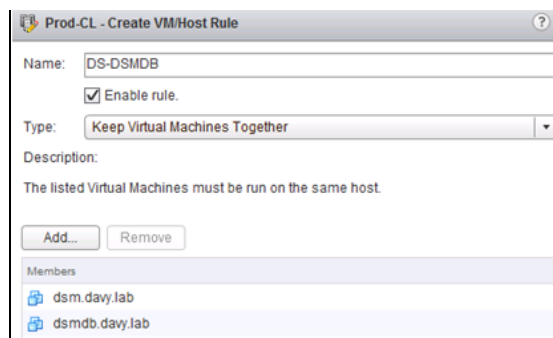 Prod-CL - Create VM/Host Rule ?
Name: DS-DSMDB
Enable rule.
Type: Keep Virtual Machines Together
Description:
The listed Virtual Machines must be run on the same host.
Add... Remove
Members
dsm.davy.lab
dsmdb.davy.lab